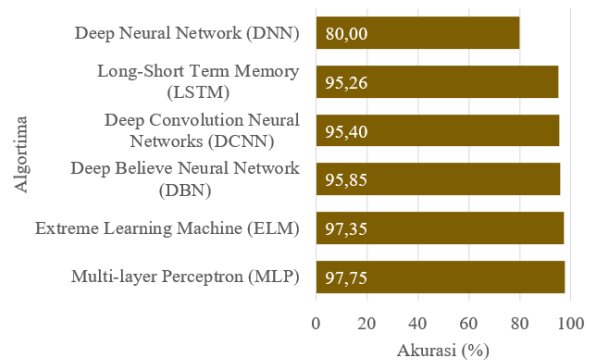 Deep Neural Network (DNN)
80,00
Long-Short Term Memory
(LSTM)
95,26
Deep Convolution Neural
Networks (DCNN)
95,40
Deep Believe Neural Network
(DBN)
95,85
Extreme Learning Machine (ELM)
97,35
Multi-layer Perceptron (MLP)
97,75
Algortima
0 20 40 60 80 100
Akurasi (%)